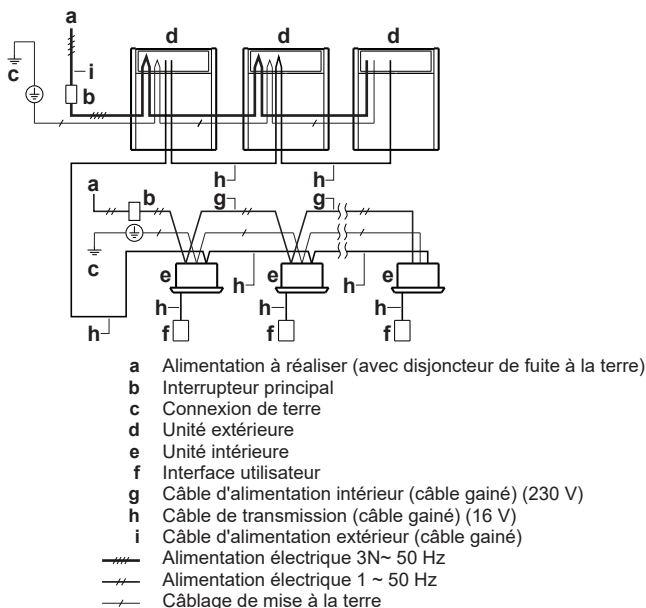 a
d d d
c
i
b
h h
a
b g g
c
e h e h e
h h h
h f f f
a Alimentation à réaliser (avec disjoncteur de fuite à la terre)
b Interrupteur principal
c Connexion de terre
d Unité extérieure
e Unité intérieure
f Interface utilisateur
g Câble d'alimentation intérieur (câble gainé) (230 V)
h Câble de transmission (câble gainé) (16 V)
i Câble d'alimentation extérieur (câble gainé)
Alimentation électrique 3N~ 50 Hz
Alimentation électrique 1 ~ 50 Hz
Câblage de mise à la terre